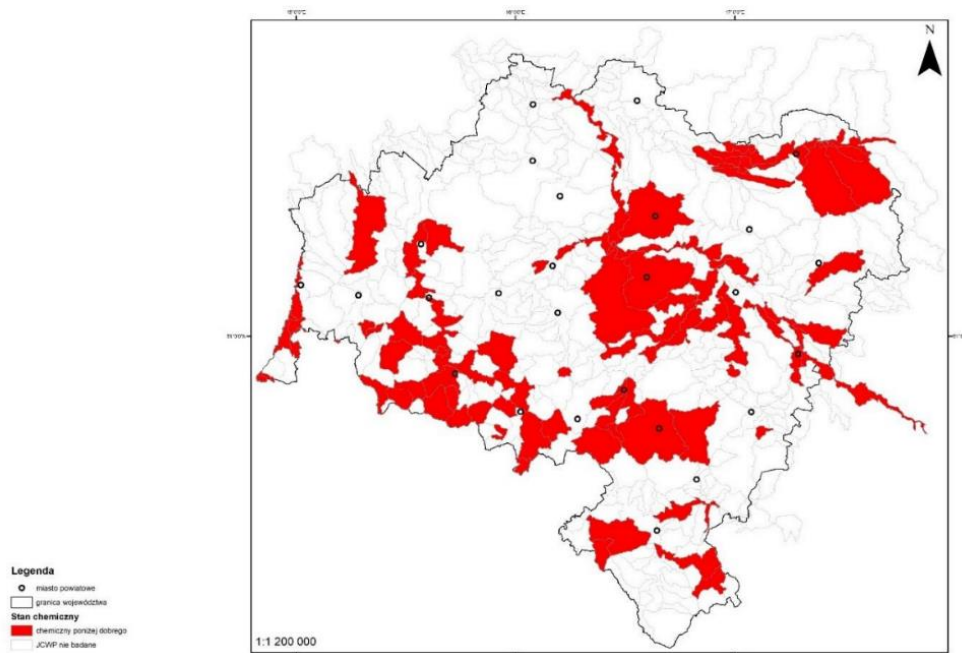 N
1:1 200 000
Legenda
miasto powiatowe
granica województwa
Stan chemiczny
chemiczny poniżej dobrego
JCWP nie badane